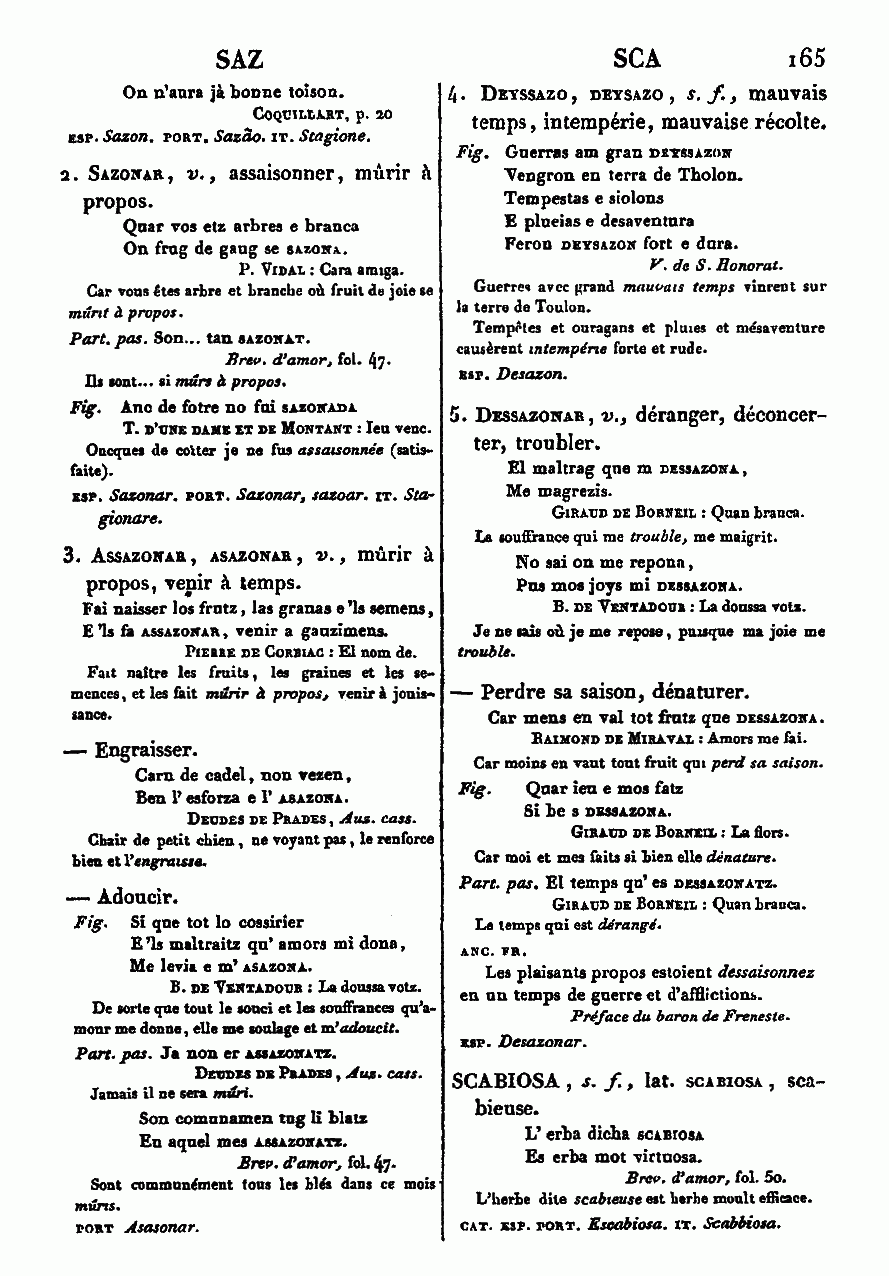 SAZ
SCA 165
On n'aura jà bonne toison.
COQUILLART, p. 20
ESP. Sazon. PORT. Sazão. IT. Stagione.
2. SAZONAR, v., assaisonner, mûrir à
propos.
Quar vos etz arbres e branca
On frug de gaug se SAZONA.
P. VIDAL : Cara amiga.
Car vous êtes arbre et branche où fruit de joie se
mûrit à propos.
Part. pas. Son... tan SAZONAT.
Brev. d'amor, fol. 47.
Ils sont... si mûrs à propos.
Fig. Anc de fotre no fui SAZONADA
T. D'UNE DAME ET DE MONTANT : Ieu venc.
Oncques de coïter je ne fus assaisonnée (satis-
faite).
ESP. Sazonar. PORT. Sazonar, sazoar. IT. Sta-
gionare.
3. ASSAZONAR, ASAZONAR, v., mûrir à
propos, venir à temps.
Fai naisser los frutz, las granas e 'ls semens,
E 'ls fa ASSAZONAR, venir a gauzimens.
PIERRE DE CORBIAC : El nom de.
Fait naître les fruits, les graines et les se-
mences, et les fait mûrir à propos, venir à jouis-
sance.
— Engraisser.
Carn de cadel, non vezen,
Ben l' esforza e l' ASAZONA.
DEUDES DE PRADES, Aus. cass.
Chair de petit chien, ne voyant pas, le renforce
bien et l'engraisse.
— Adoucir.
Fig. Si que tot lo cossirier
E 'ls maltraitz qu' amors mi dona,
Me levia e m' ASAZONA.
B. DE VENTADOUR : La doussa votz.
De sorte que tout le souci et les souffrances qu'a-
mour me donne, elle me soulage et m'adoucit.
Part. pas. Ja non er ASSAZONATZ.
DEUDES DE PRADES, Aus. cass.
Jamais il ne sera mûri.
Son comunamen tug li blatz
En aquel mes ASSAZONATZ.
Brev. d'amor, fol. 47.
Sont communément tous les blés dans ce mois
mûris.
PORT Asasonar.
4. DEYSSAZO, DEYSAZO, s. f., mauvais
temps, intempérie, mauvaise récolte.
Fig. Guerras am gran DEYSSAZON
Vengron en terra de Tholon.
Tempestas e siolons
E plueias e desaventura
Feron DEYSAZON fort e dura.
V. de S. Honorat.
Guerres avec grand mauvais temps vinrent sur
la terre de Toulon.
Tempêtes et ouragans et pluies et mésaventure
causèrent intempérie forte et rude.
ESP. Desazon.
5. DESSAZONAR, v., déranger, déconcer-
ter, troubler.
El maltrag que m DESSAZONA,
Me magrezis.
GIRAUD DE BORNEIL : Quan branca.
La souffrance qui me trouble, me maigrit.
No sai on me repona,
Pus mos joys mi DESSAZONA.
B. DE VENTADOUR : La doussa votz.
Je ne sais où je me repose, puisque ma joie me
trouble.
— Perdre sa saison, dénaturer.
Car mens en val tot frutz que DESSAZONA.
RAIMOND DE MIRAVAL : Amors me fai.
Car moins en vaut tout fruit qui perd sa saison.
Fig. Quar ieu e mos fatz
Si be s DESSAZONA.
GIRAUD DE BORNEIL : La flors.
Car moi et mes faits si bien elle dénature.
Part. pas. El temps qu' es DESSAZONATZ.
GIRAUD DE BORNEIL : Quan branca.
Le temps qui est dérangé.
ANC. FR.
Les plaisants propos estoient dessaisonnez
en un temps de guerre et d'afflictions.
Préface du baron de Freneste.
ESP. Desazonar.
SCABIOSA, s. f., lat. SCABIOSA, sca-
bieuse.
L' erba dicha SCABIOSA
Es erba mot virtuosa.
Brev. d'amor, fol. 50.
L'herbe dite scabieuse est herbe moult efficace.
CAT. ESP. PORT. Escabiosa. IT. Scabbiosa.